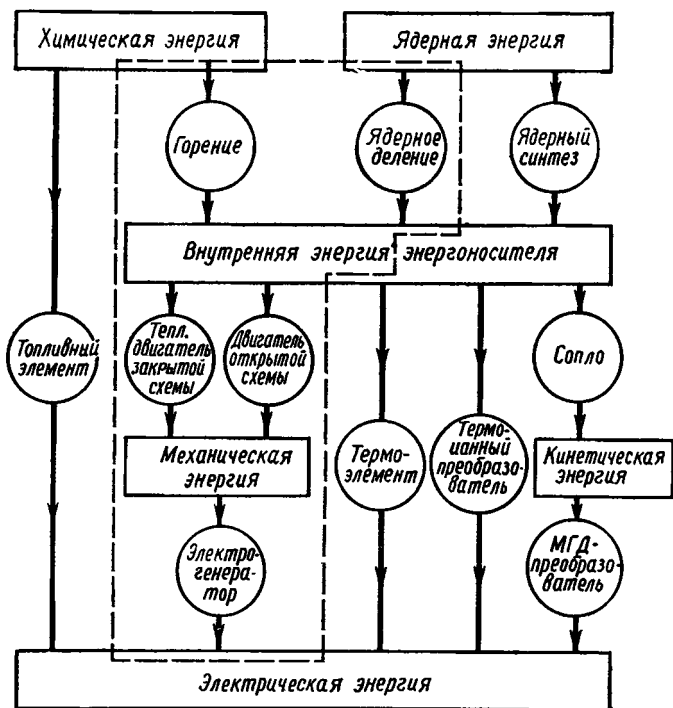 Химическая энергия
Ядерная энергия
Горение
Ядерное
деление
Ядерный
синтез
Внутренняя энергия энергоносителя
Топливный
элемент
Тепл.
двигатель
закрытой
схемы
Двигатель
открытой
схемы
Сопло
Механическая
энергия
Термо-
элемент
Термо-
ионный
преобразо-
ватель
Кинетическая
энергия
Электро-
генера-
тор
МГД-
преобразо-
ватель
Электрическая энергия